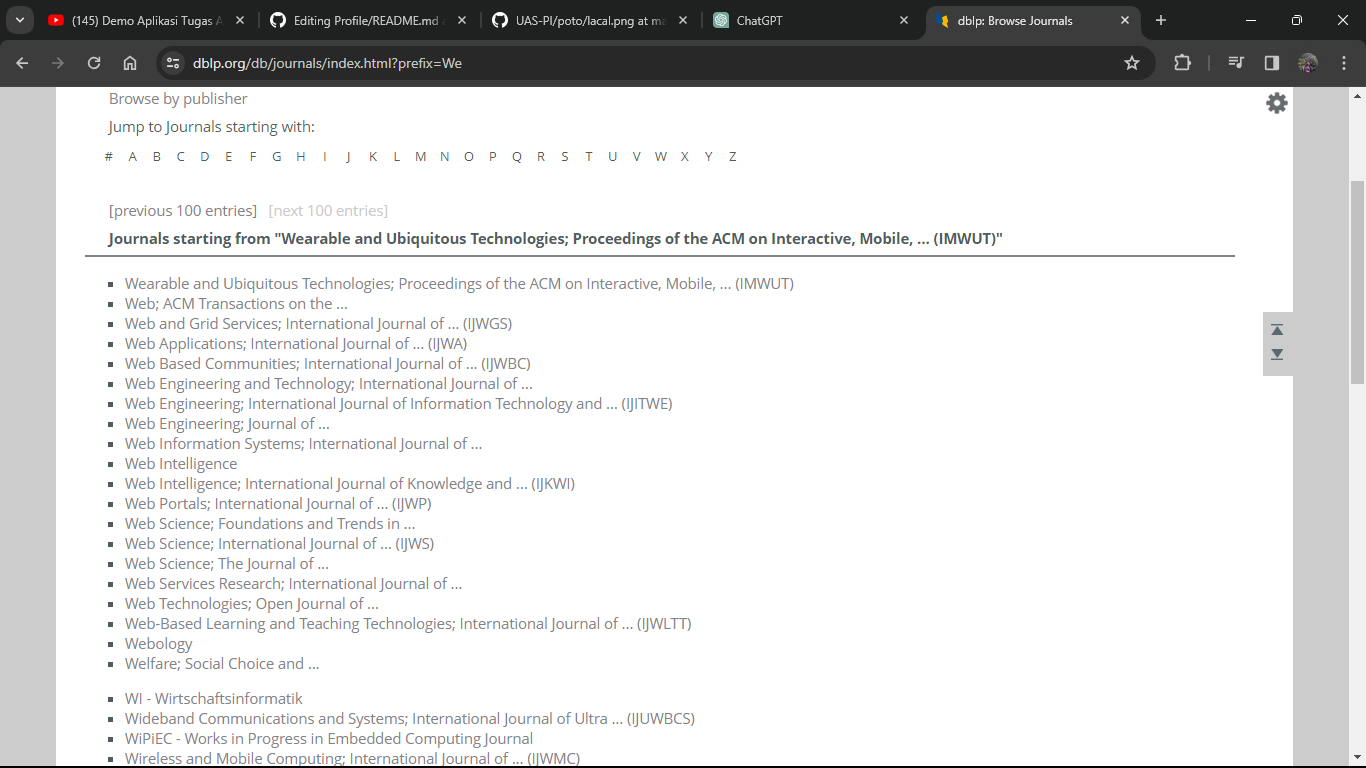 (145) Demo Aplikasi Tugas A
Editing Profile/README.md
UAS-PI/poto/lacal.png at ma
ChatGPT
dblp: Browse Journals
dblp.org/db/journals/index.html?prefix=We
Browse by publisher
Jump to Journals starting with:
# A B C D E F G H I J K L M N O P Q R S T U V W X Y Z
[previous 100 entries] [next 100 entries]
Journals starting from "Wearable and Ubiquitous Technologies; Proceedings of the ACM on Interactive, Mobile, ... (IMWUT)"
Wearable and Ubiquitous Technologies; Proceedings of the ACM on Interactive, Mobile, ... (IMWUT)
Web; ACM Transactions on the ...
Web and Grid Services; International Journal of ... (IJWGS)
Web Applications; International Journal of ... (IJWA)
Web Based Communities; International Journal of ... (IJWBC)
Web Engineering and Technology; International Journal of ...
Web Engineering; International Journal of Information Technology and ... (IJITWE)
Web Engineering; Journal of ...
Web Information Systems; International Journal of ...
Web Intelligence
Web Intelligence; International Journal of Knowledge and ... (IJKWI)
Web Portals; International Journal of ... (IJWP)
Web Science; Foundations and Trends in ...
Web Science; International Journal of ... (IJWS)
Web Science; The Journal of ...
Web Services Research; International Journal of ...
Web Technologies; Open Journal of ...
Web-Based Learning and Teaching Technologies; International Journal of ... (IJWLTT)
Webology
Welfare; Social Choice and ...
WI - Wirtschaftsinformatik
Wideband Communications and Systems; International Journal of Ultra ... (IJUWBCS)
WiPiEC - Works in Progress in Embedded Computing Journal
Wireless and Mobile Computing; International Journal of ... (IJWMC)